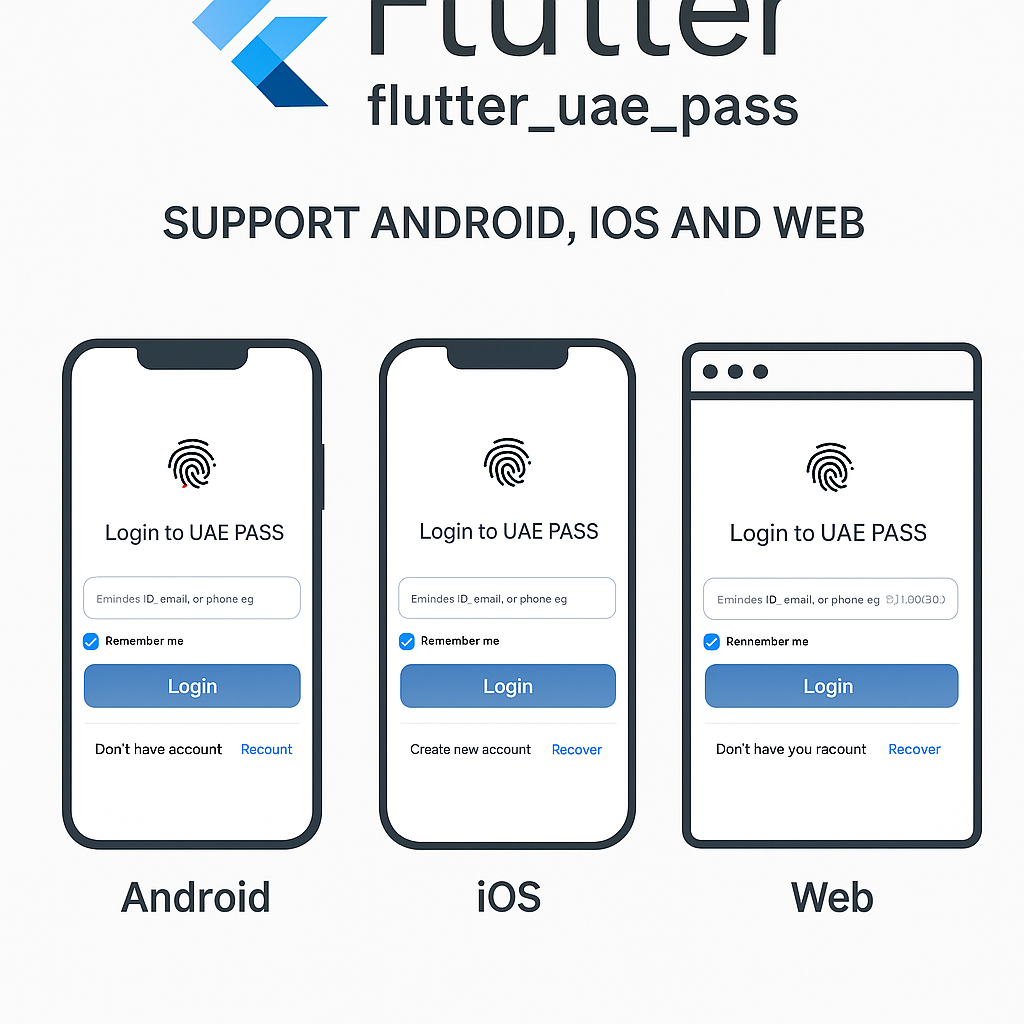 Flutter
flutter_uae_pass
SUPPORT ANDROID, IOS AND WEB
Login to UAE PASS
Emindes ID_ email, or phone eg
Remember me
Login
Don't have account Recount
Android
Login to UAE PASS
Emindes ID_ email, or phone eg
Remember me
Login
Create new account Recover
iOS
Login to UAE PASS
Emindes ID_ email, or phone eg
Rennember me
Login
Don't have you racount Recover
Web